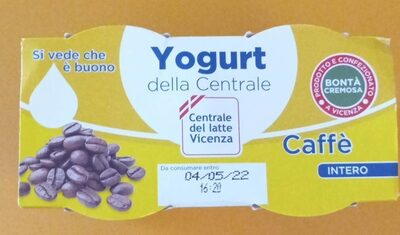 Si vede che
è buono
Yogurt
della Centrale
Centrale
del latte
Vicenza
PRODOTTO E CONFEZIONATO
A VICENZA
BONTÀ
CREMOSA
Caffè
INTERO
Da consumare entro:
04/05/22
16:20